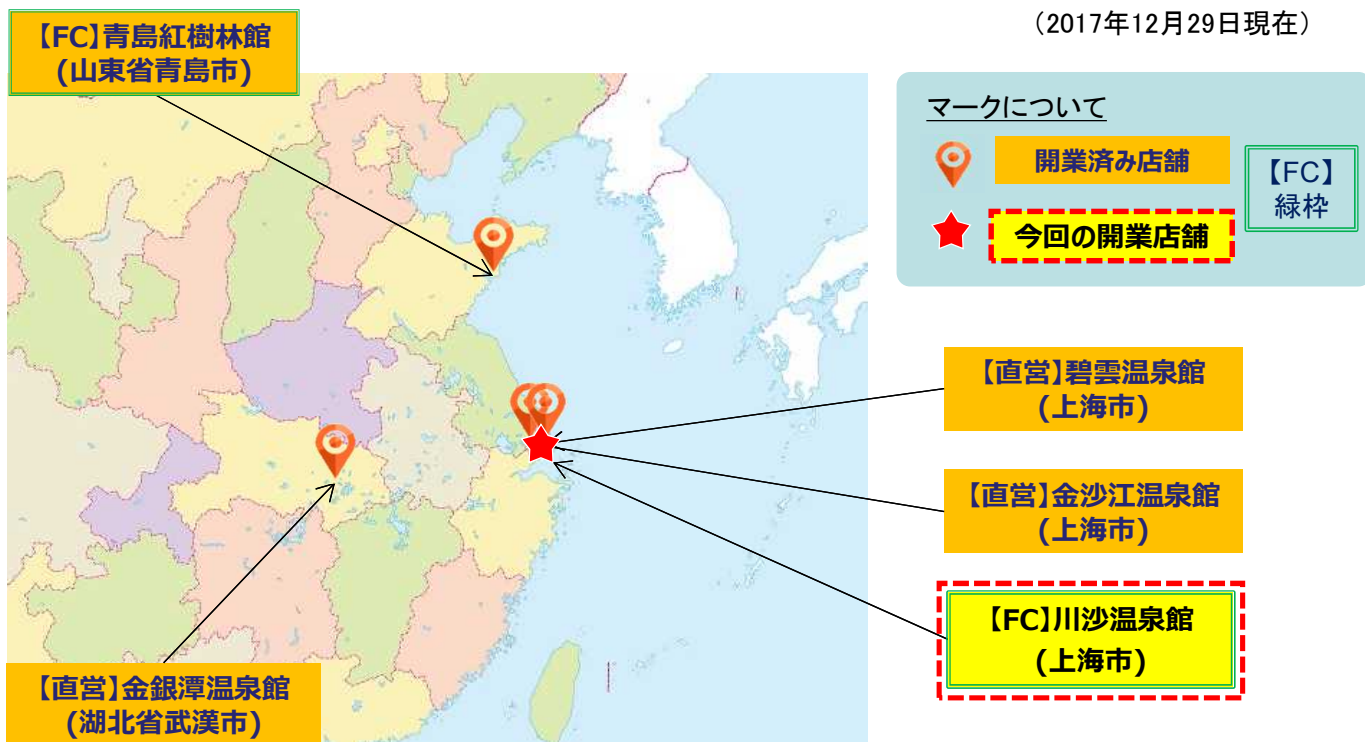 (2017年12月29日現在)
【FC】青島紅樹林館
(山東省青島市)
マークについて
開業済み店舗
【FC】
緑枠
今回の開業店舗
【直営】碧雲温泉館
(上海市)
【直営】金沙江温泉館
(上海市)
【FC】川沙温泉館
(上海市)
【直営】金銀潭温泉館
(湖北省武漢市)